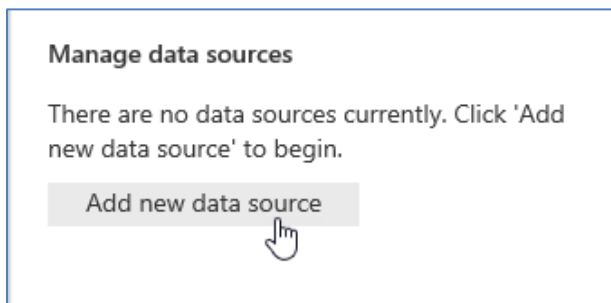 Manage data sources
There are no data sources currently. Click 'Add
new data source' to begin.
Add new data source